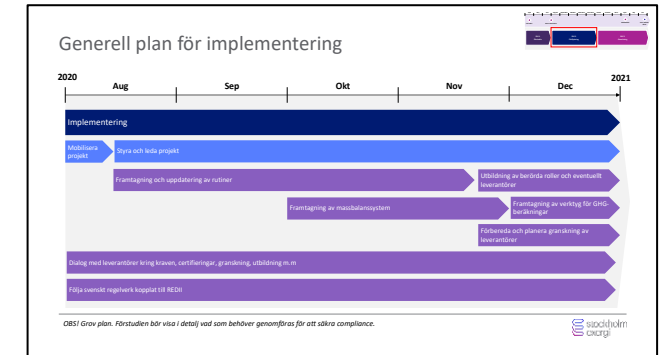 Generell plan för implementering
2020
2021
Aug
Sep
Okt
Nov
Dec
Implementering
Mobilisera
projekt
Styra och leda projekt
Framtagning och uppdatering av rutiner
Utbildning av berörda roller och eventuellt
leverantörer
Framtagning av massbalanssystem
Framtagning av verktyg för GHG-
beräkningar
Förbereda och planera granskning av
leverantörer
Dialog med leverantörer kring kraven, certifieringar, granskning, utbildning m.m
Följa svenskt regelverk kopplat till REDII
OBS! Grov plan. Förstudien bör visa i detalj vad som behöver genomföras för att säkra compliance.
stockholm
exergi